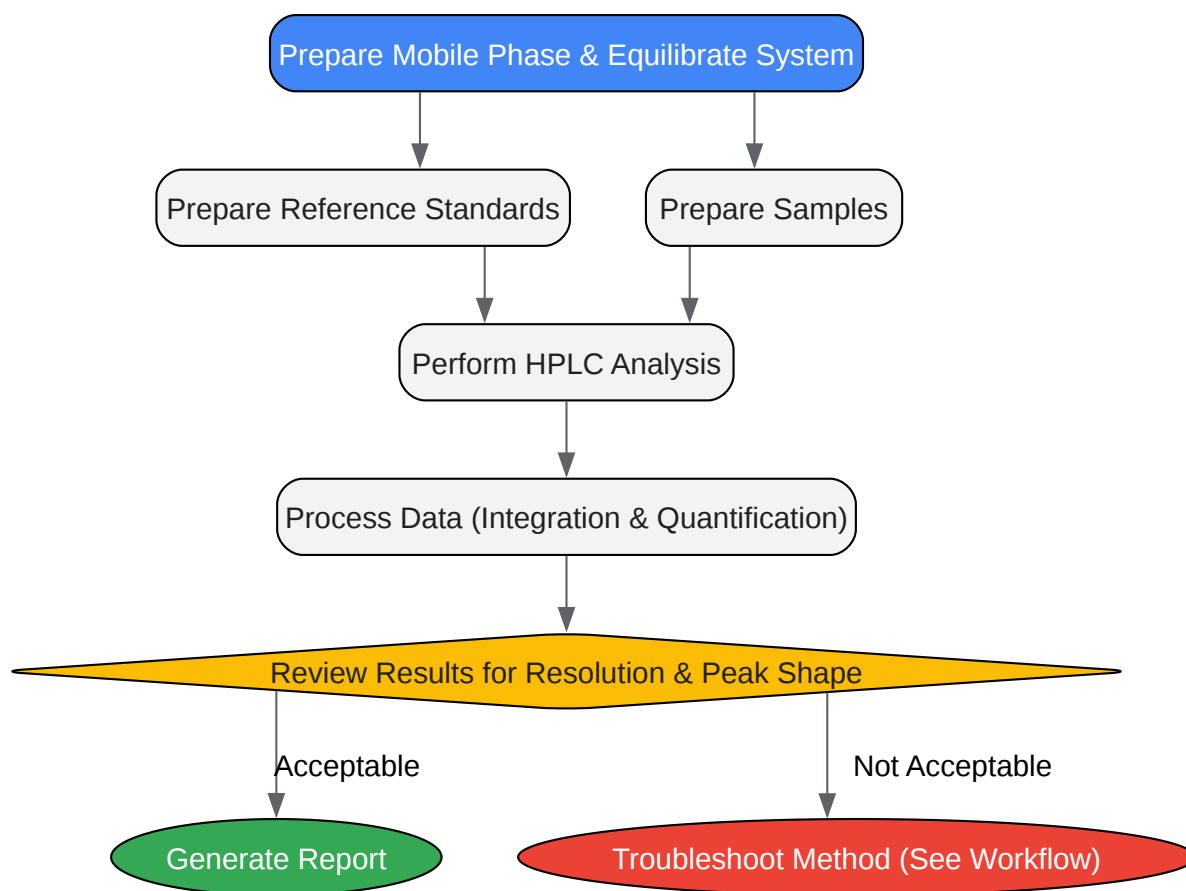 Prepare Mobile Phase & Equilibrate System
Prepare Reference Standards
Prepare Samples
Perform HPLC Analysis
Process Data (Integration & Quantification)
Review Results for Resolution & Peak Shape
Acceptable
Not Acceptable
Generate Report
Troubleshoot Method (See Workflow)